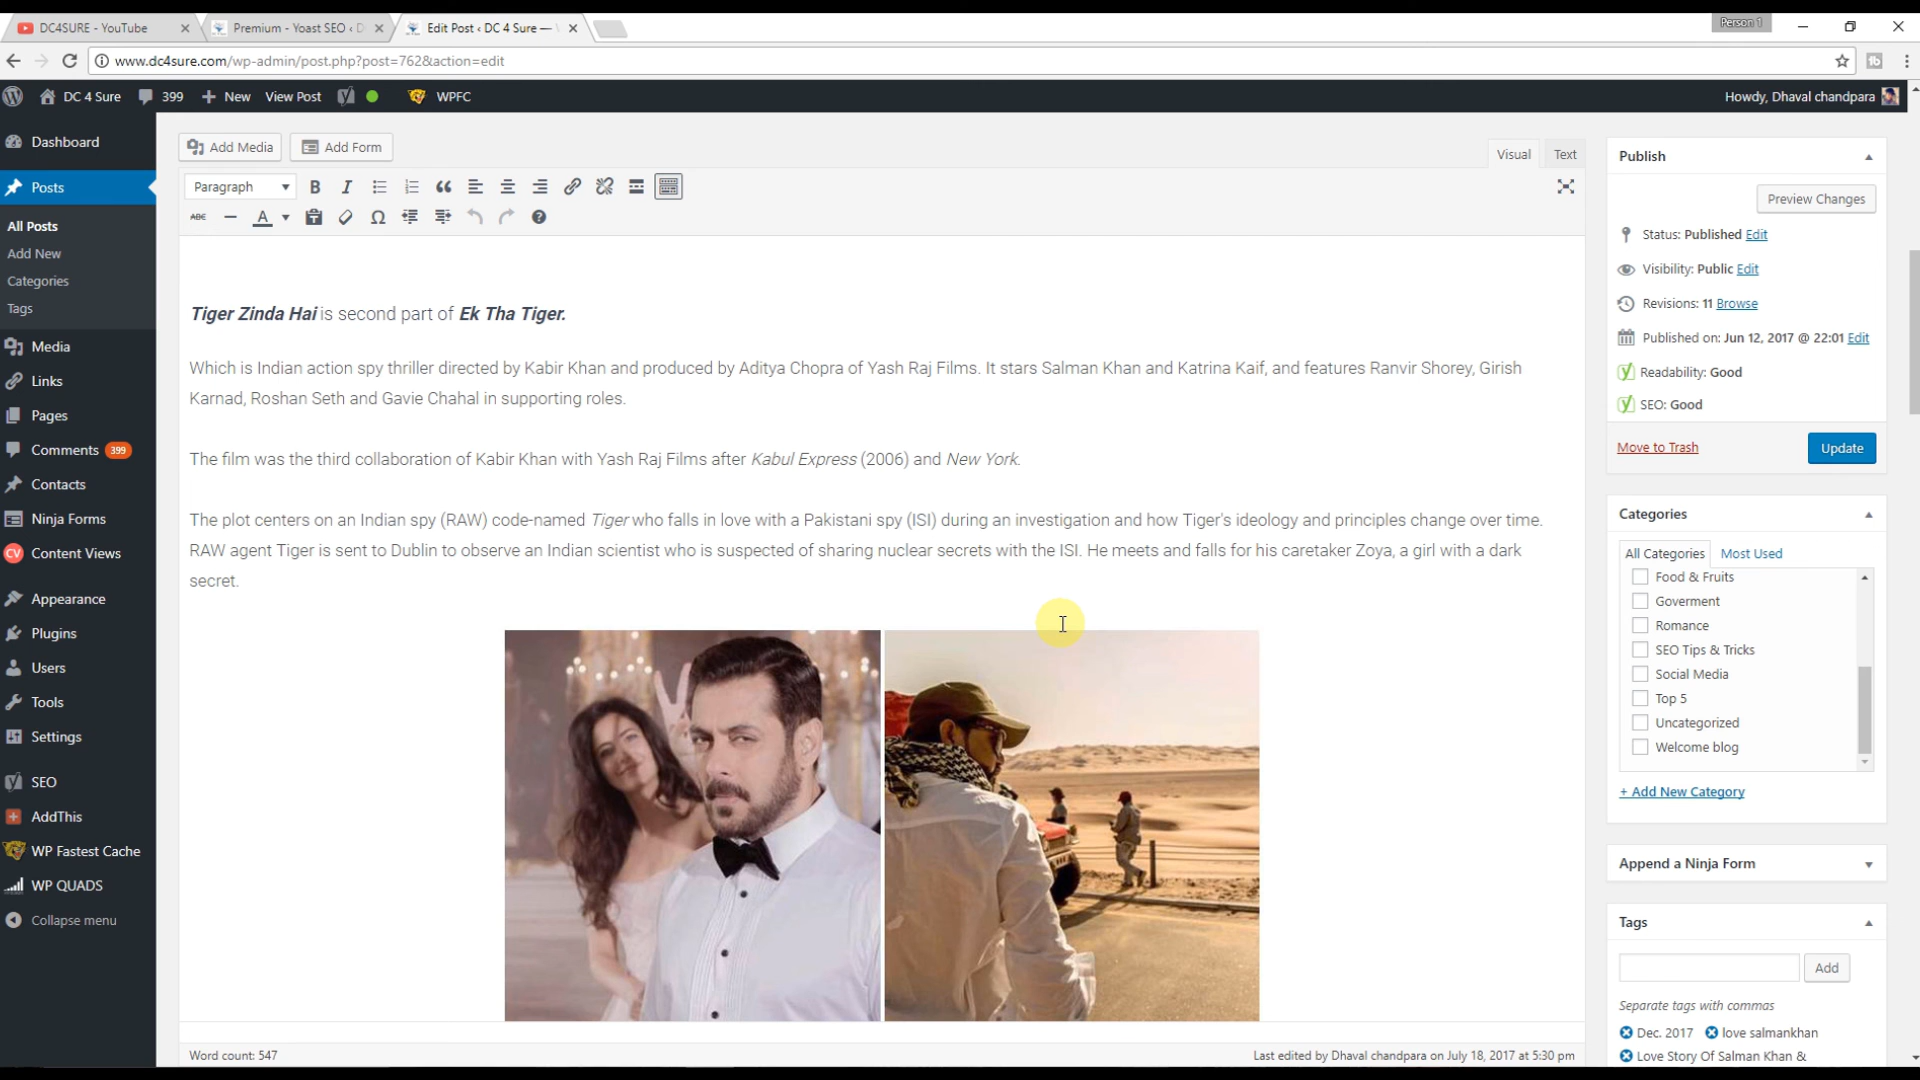 DC4SURE - YouTube
Premium - Yoast SEO ‹ D
Edit Post ‹ DC 4 Sure —
Person 1
www.dc4sure.com/wp-admin/post.php?post=762&action=edit
DC 4 Sure
399
New
View Post
WPFC
Howdy, Dhaval chandpara
Dashboard
Posts
All Posts
Add New
Categories
Tags
Media
Links
Pages
Comments 399
Contacts
Ninja Forms
Content Views
Appearance
Plugins
Users
Tools
Settings
SEO
AddThis
WP Fastest Cache
WP QUADS
Collapse menu
Add Media
Add Form
Visual
Text
Paragraph
B I
ABC A Ω
Tiger Zinda Hai is second part of Ek Tha Tiger.
Which is Indian action spy thriller directed by Kabir Khan and produced by Aditya Chopra of Yash Raj Films. It stars Salman Khan and Katrina Kaif, and features Ranvir Shorey, Girish
Karnad, Roshan Seth and Gavie Chahal in supporting roles.
The film was the third collaboration of Kabir Khan with Yash Raj Films after Kabul Express (2006) and New York.
The plot centers on an Indian spy (RAW) code-named Tiger who falls in love with a Pakistani spy (ISI) during an investigation and how Tiger's ideology and principles change over time.
RAW agent Tiger is sent to Dublin to observe an Indian scientist who is suspected of sharing nuclear secrets with the ISI. He meets and falls for his caretaker Zoya, a girl with a dark
secret.
Word count: 547
Last edited by Dhaval chandpara on July 18, 2017 at 5:30 pm
Publish
Preview Changes
Status: Published Edit
Visibility: Public Edit
Revisions: 11 Browse
Published on: Jun 12, 2017 @ 22:01 Edit
Readability: Good
SEO: Good
Move to Trash
Update
Categories
All Categories
Most Used
Food & Fruits
Goverment
Romance
SEO Tips & Tricks
Social Media
Top 5
Uncategorized
Welcome blog
+ Add New Category
Append a Ninja Form
Tags
Add
Separate tags with commas
Dec. 2017
love salmankhan
Love Story Of Salman Khan &